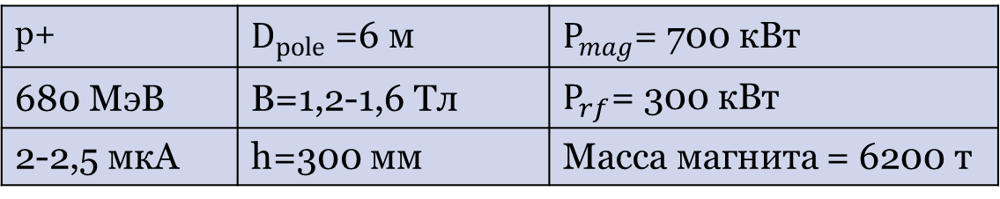 p+ D_pole =6 м P_mag= 700 кВт
680 МэВ B=1,2-1,6 Тл P_rf= 300 кВт
2-2,5 мкА h=300 мм Масса магнита = 6200 т